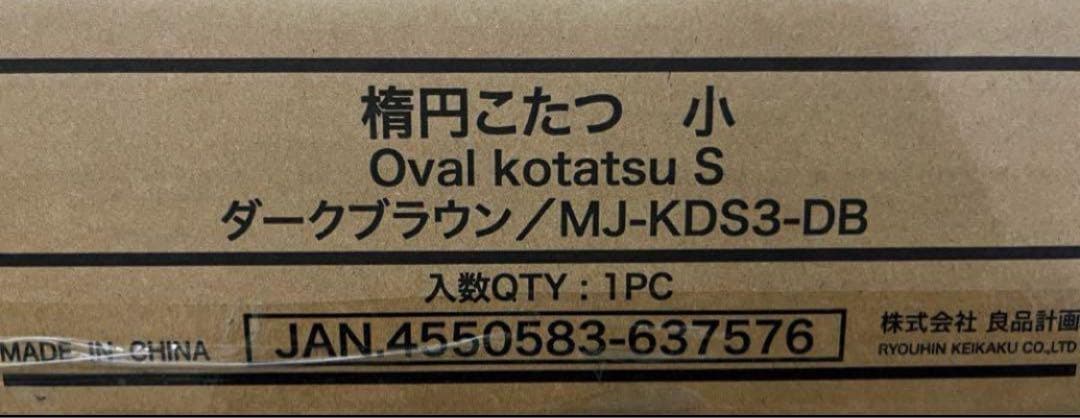 楕円こたつ　小
Oval kotatsu S
ダークブラウン／MJ-KDS3-DB
入数QTY : 1PC
MADE IN CHINA
JAN.4550583-637576
株式会社 良品計画
RYOUHIN KEIKAKU CO.,LTD